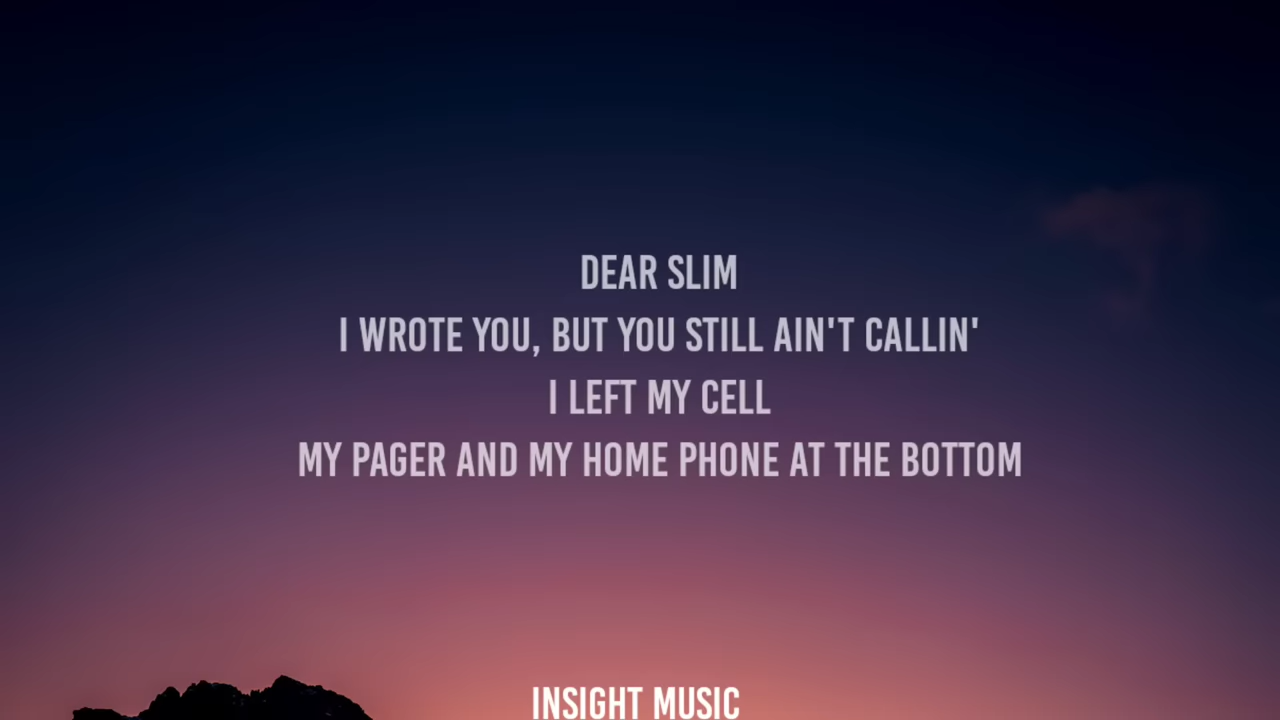 DEAR SLIM
I WROTE YOU, BUT YOU STILL AIN'T CALLIN'
I LEFT MY CELL
MY PAGER AND MY HOME PHONE AT THE BOTTOM
INSIGHT MUSIC